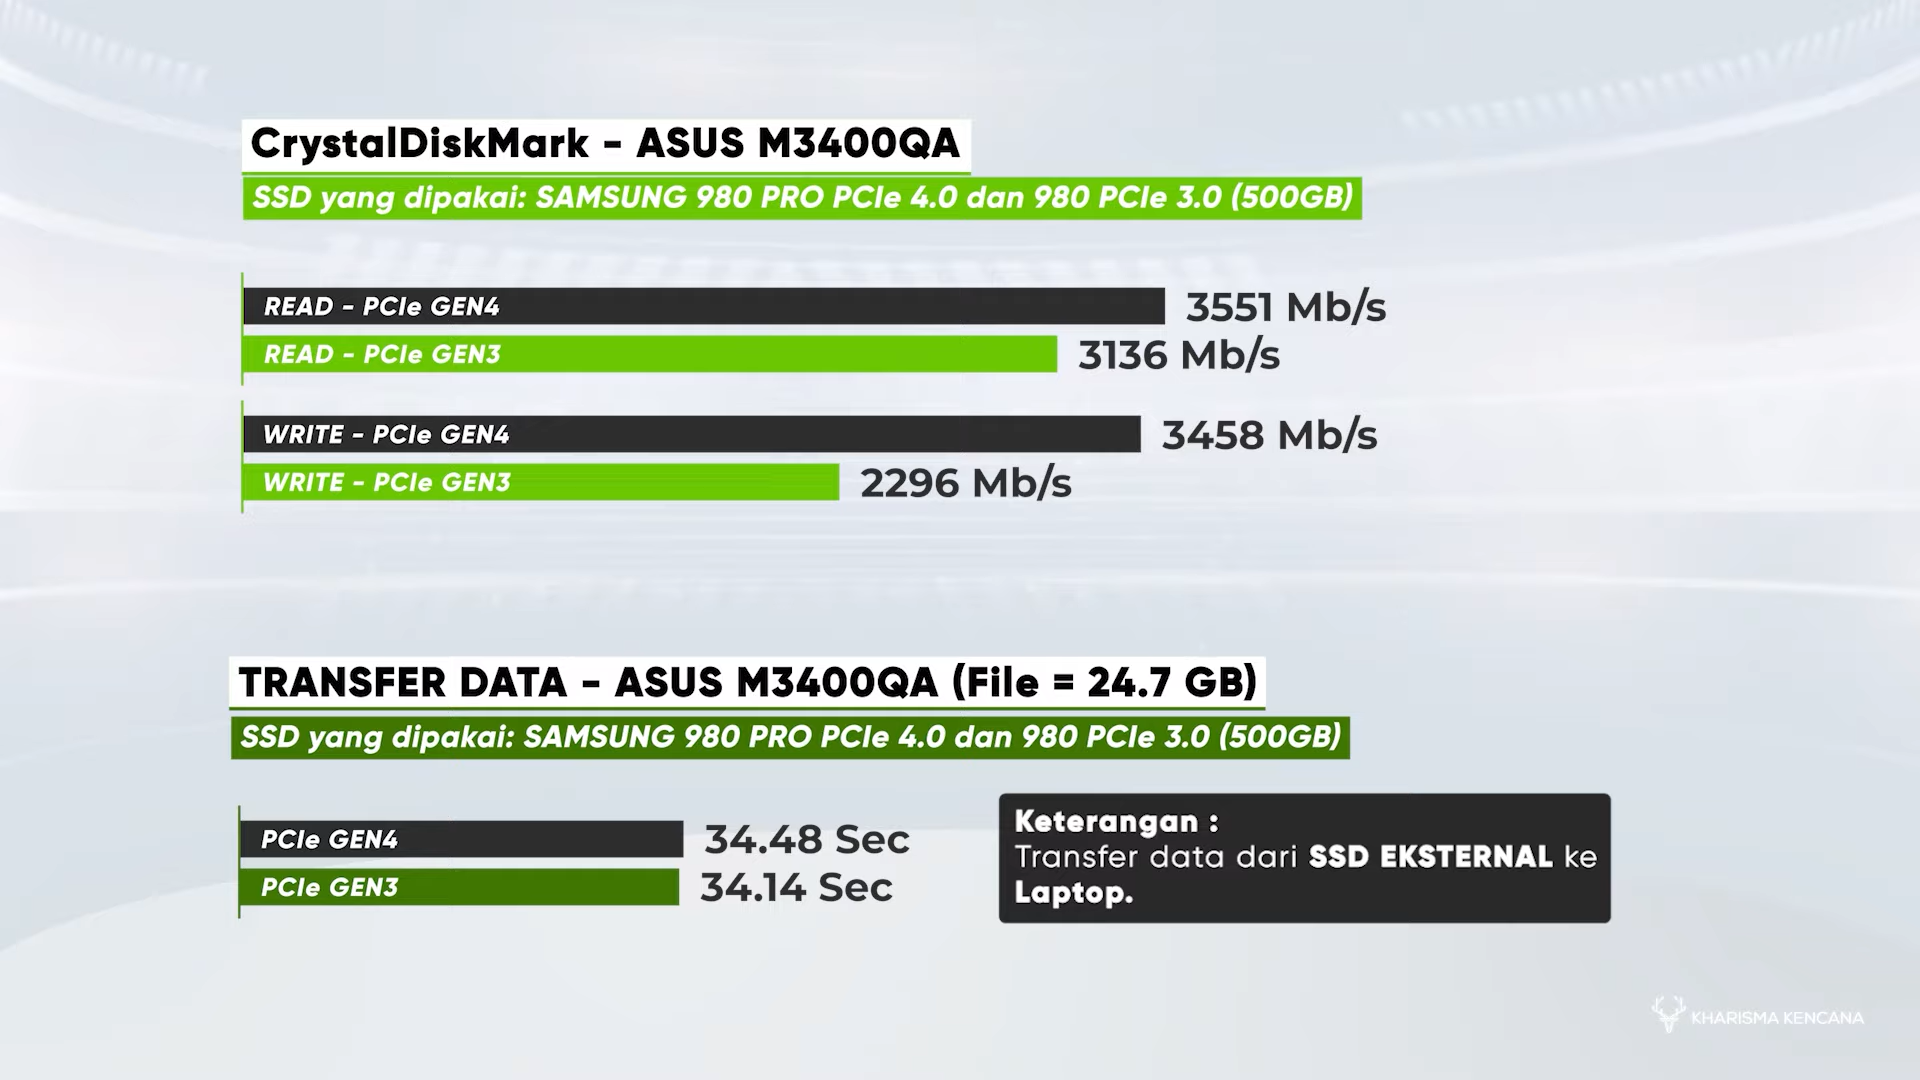 CrystalDiskMark - ASUS M3400QA
SSD yang dipakai: SAMSUNG 980 PRO PCIe 4.0 dan 980 PCIe 3.0 (500GB)
READ - PCIe GEN4 3551 Mb/s
READ - PCIe GEN3 3136 Mb/s
WRITE - PCIe GEN4 3458 Mb/s
WRITE - PCIe GEN3 2296 Mb/s
TRANSFER DATA - ASUS M3400QA (File = 24.7 GB)
SSD yang dipakai: SAMSUNG 980 PRO PCIe 4.0 dan 980 PCIe 3.0 (500GB)
PCIe GEN4 34.48 Sec
PCIe GEN3 34.14 Sec
Keterangan :
Transfer data dari SSD EKSTERNAL ke
Laptop.
KHARISMA KENCANA